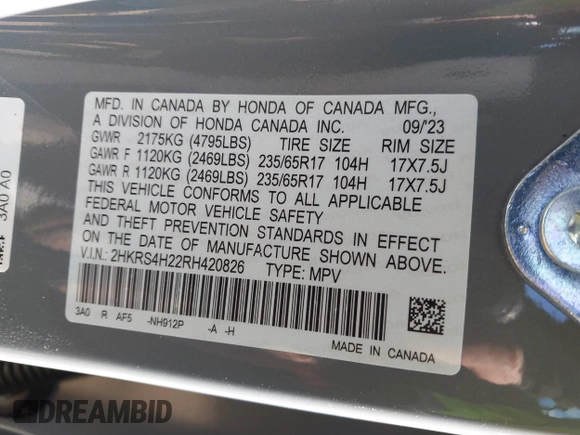 MFD. IN CANADA BY HONDA OF CANADA MFG.,
A DIVISION OF HONDA CANADA INC. 09/'23
GVWR 2175KG (4795LBS) TIRE SIZE RIM SIZE
GAWR F 1120KG (2469LBS) 235/65R17 104H 17X7.5J
GAWR R 1120KG (2469LBS) 235/65R17 104H 17X7.5J
THIS VEHICLE CONFORMS TO ALL APPLICABLE
FEDERAL MOTOR VEHICLE SAFETY
AND THEFT PREVENTION STANDARDS IN EFFECT
ON THE DATE OF MANUFACTURE SHOWN ABOVE.
V.I.N.: 2HKRS4H22RH420826 TYPE: MPV
3A0 R AF5 -NH912P -A -H
MADE IN CANADA
3A0 A0
DREAMBID